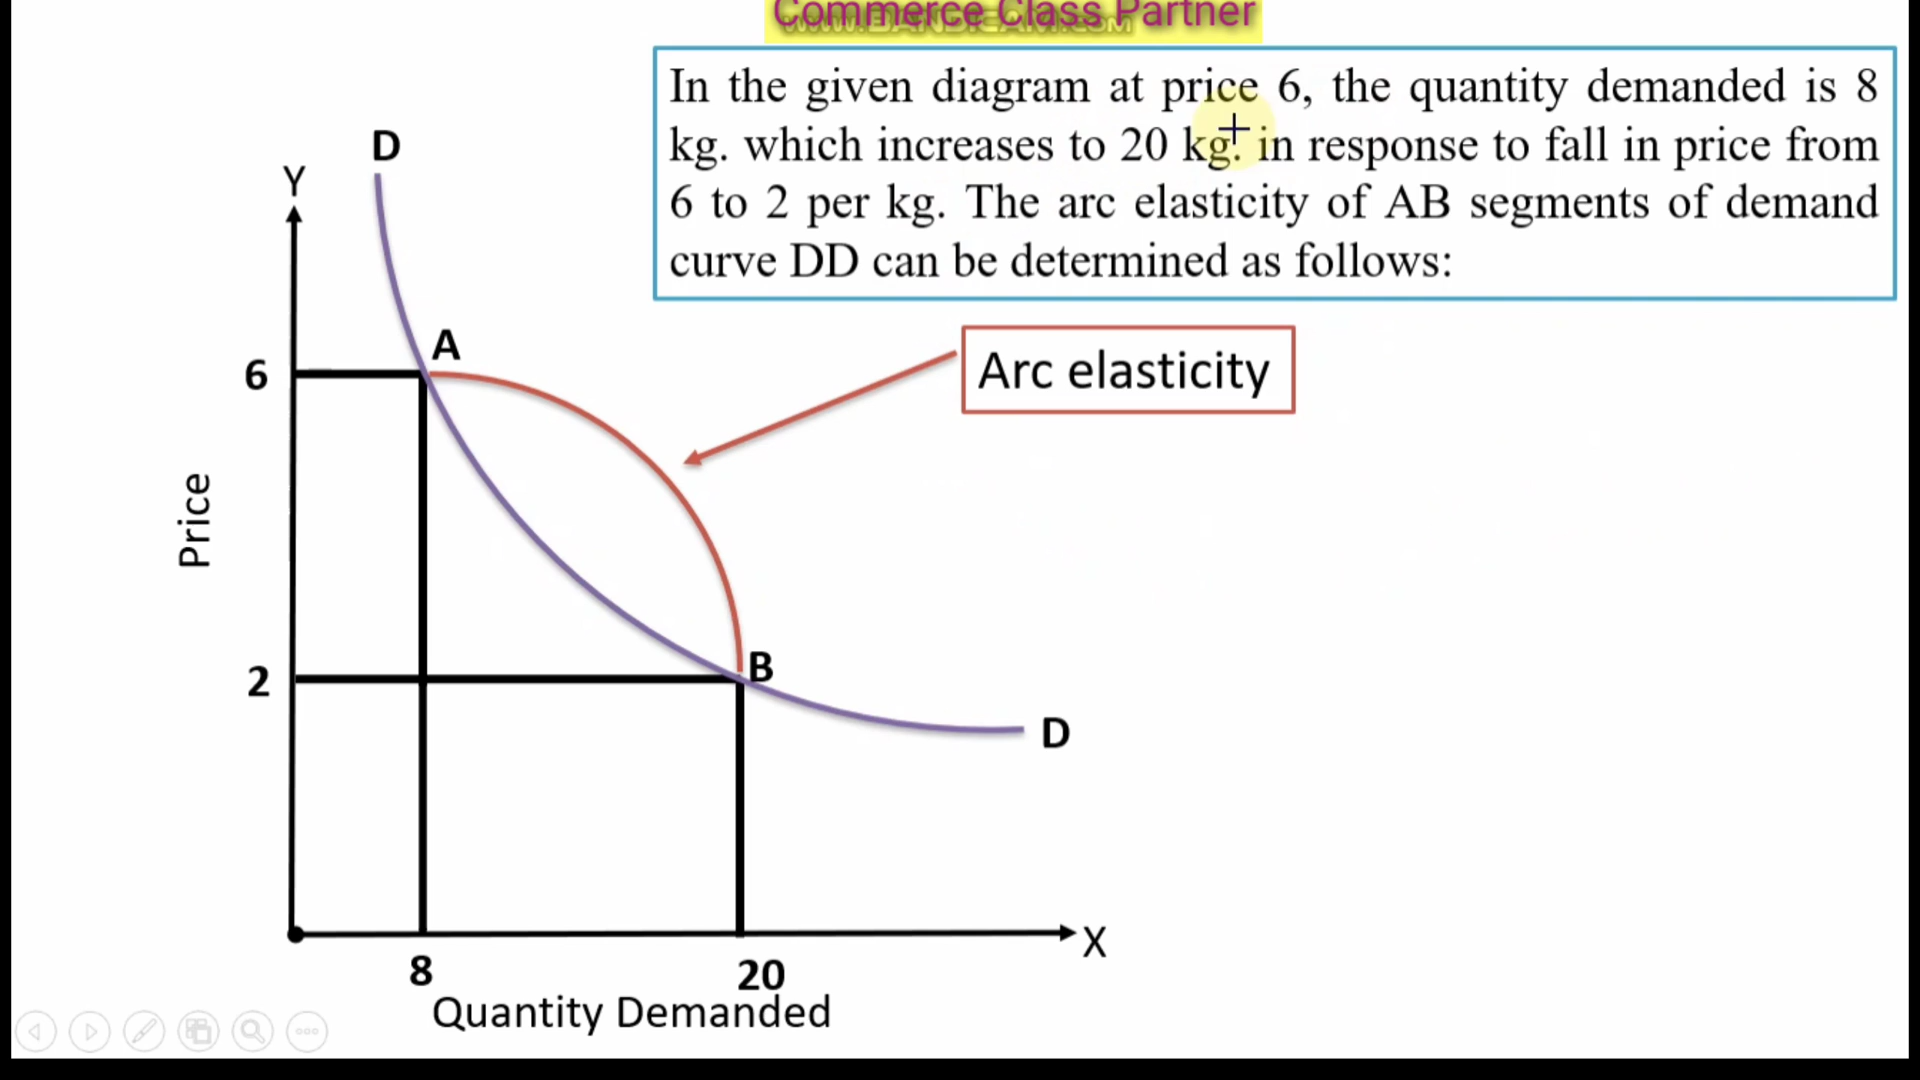 Commerce Class Partner
www.BANDICAM.com
In the given diagram at price 6, the quantity demanded is 8
kg. which increases to 20 kg. in response to fall in price from
6 to 2 per kg. The arc elasticity of AB segments of demand
curve DD can be determined as follows:
D
Y
A
6
Arc elasticity
Price
B
2
D
X
8
20
Quantity Demanded